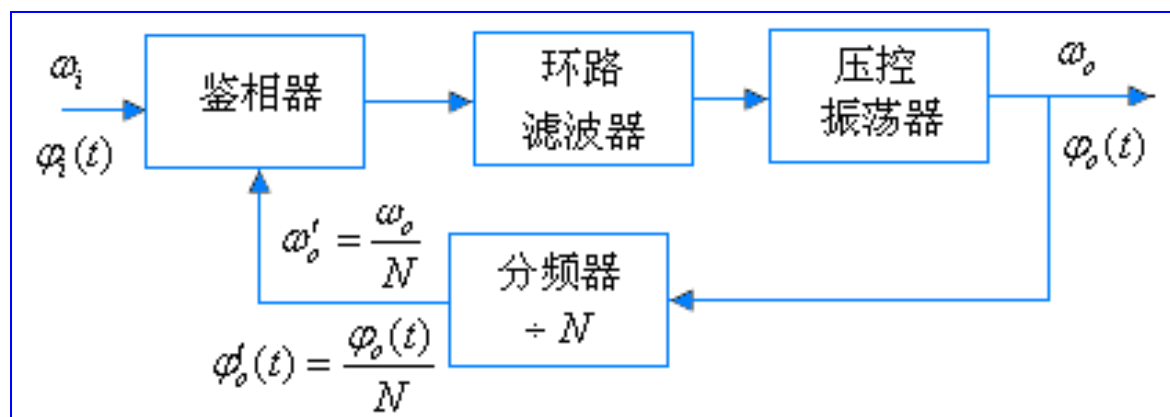 ω_i
φ_i(t)
鉴相器
环路
滤波器
压控
振荡器
ω_o
φ_o(t)
ω'_o = ω_o / N
φ'_o(t) = φ_o(t) / N
分频器
÷ N